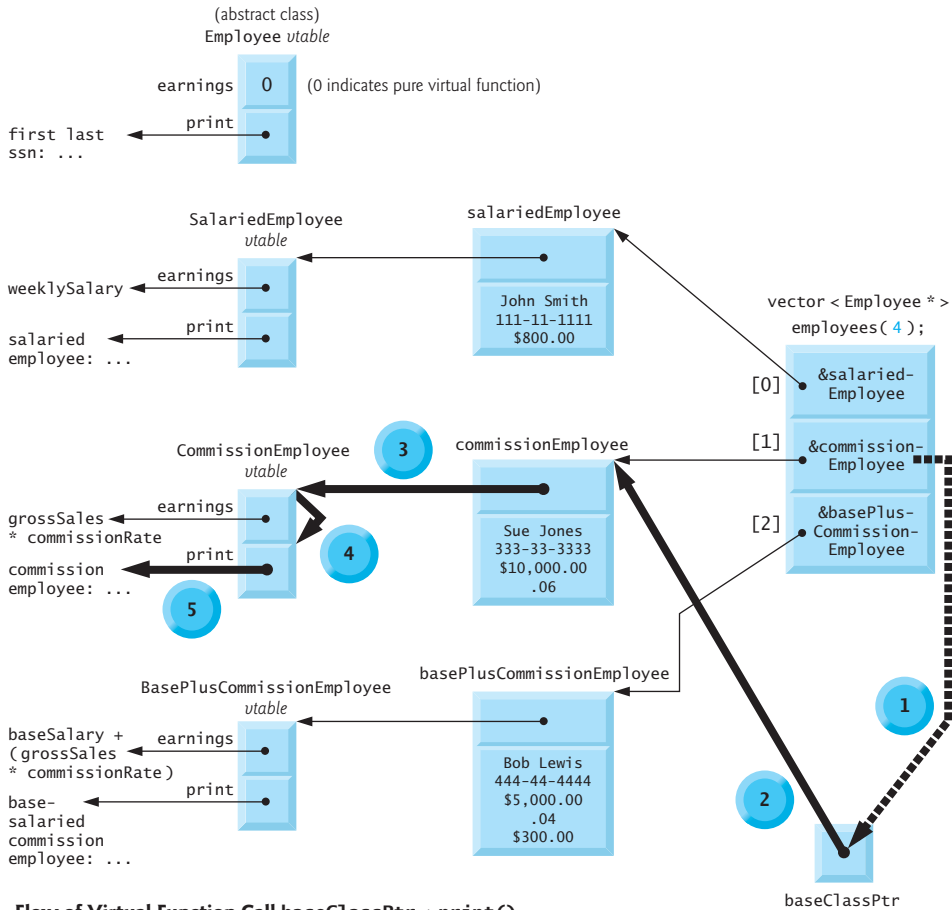 (abstract class)
Employee vtable
earnings
0
(0 indicates pure virtual function)
print
first last
ssn: ...
SalariedEmployee
vtable
salariedEmployee
earnings
weeklySalary
print
salaried
employee: ...
John Smith
111-11-1111
$800.00
vector < Employee * >
employees( 4 );
[0]
&salaried-
Employee
[1]
&commission-
Employee
[2]
&basePlus-
Commission-
Employee
CommissionEmployee
vtable
3
commissionEmployee
earnings
grossSales
* commissionRate
print
commission
employee: ...
4
5
Sue Jones
333-33-3333
$10,000.00
.06
BasePlusCommissionEmployee
vtable
basePlusCommissionEmployee
1
baseSalary +
(grossSales
* commissionRate)
earnings
print
base-
salaried
commission
employee: ...
Bob Lewis
444-44-4444
$5,000.00
.04
$300.00
2
baseClassPtr